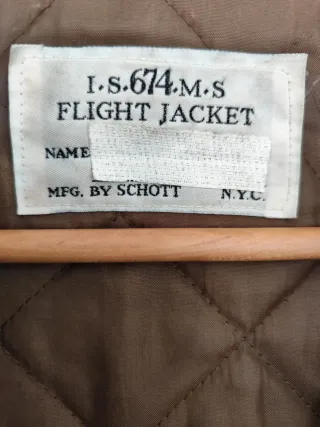 I.S.674.M.S
FLIGHT JACKET
NAME
MFG. BY SCHOTT N.Y.C.